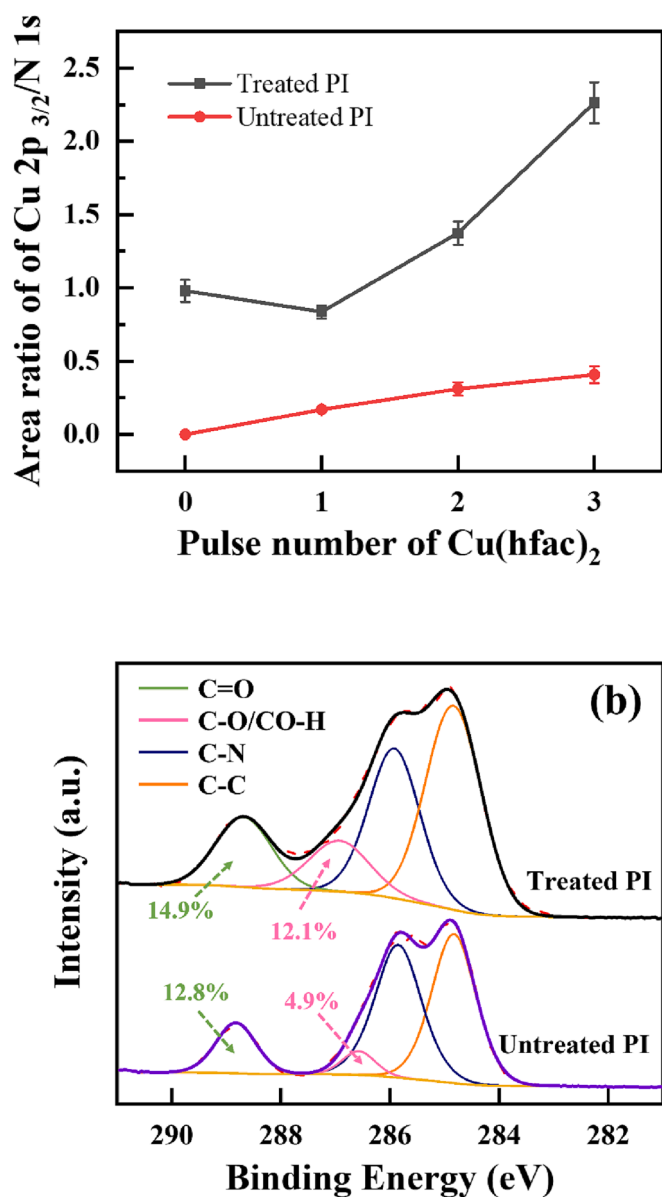 Area ratio of of Cu 2p 3/2/N 1s
2.5
2.0
1.5
1.0
0.5
0.0
Treated PI
Untreated PI
0 1 2 3
Pulse number of Cu(hfac)2
Intensity (a.u.)
(b)
C=O
C-O/CO-H
C-N
C-C
Treated PI
14.9%
12.1%
12.8%
4.9%
Untreated PI
290 288 286 284 282
Binding Energy (eV)